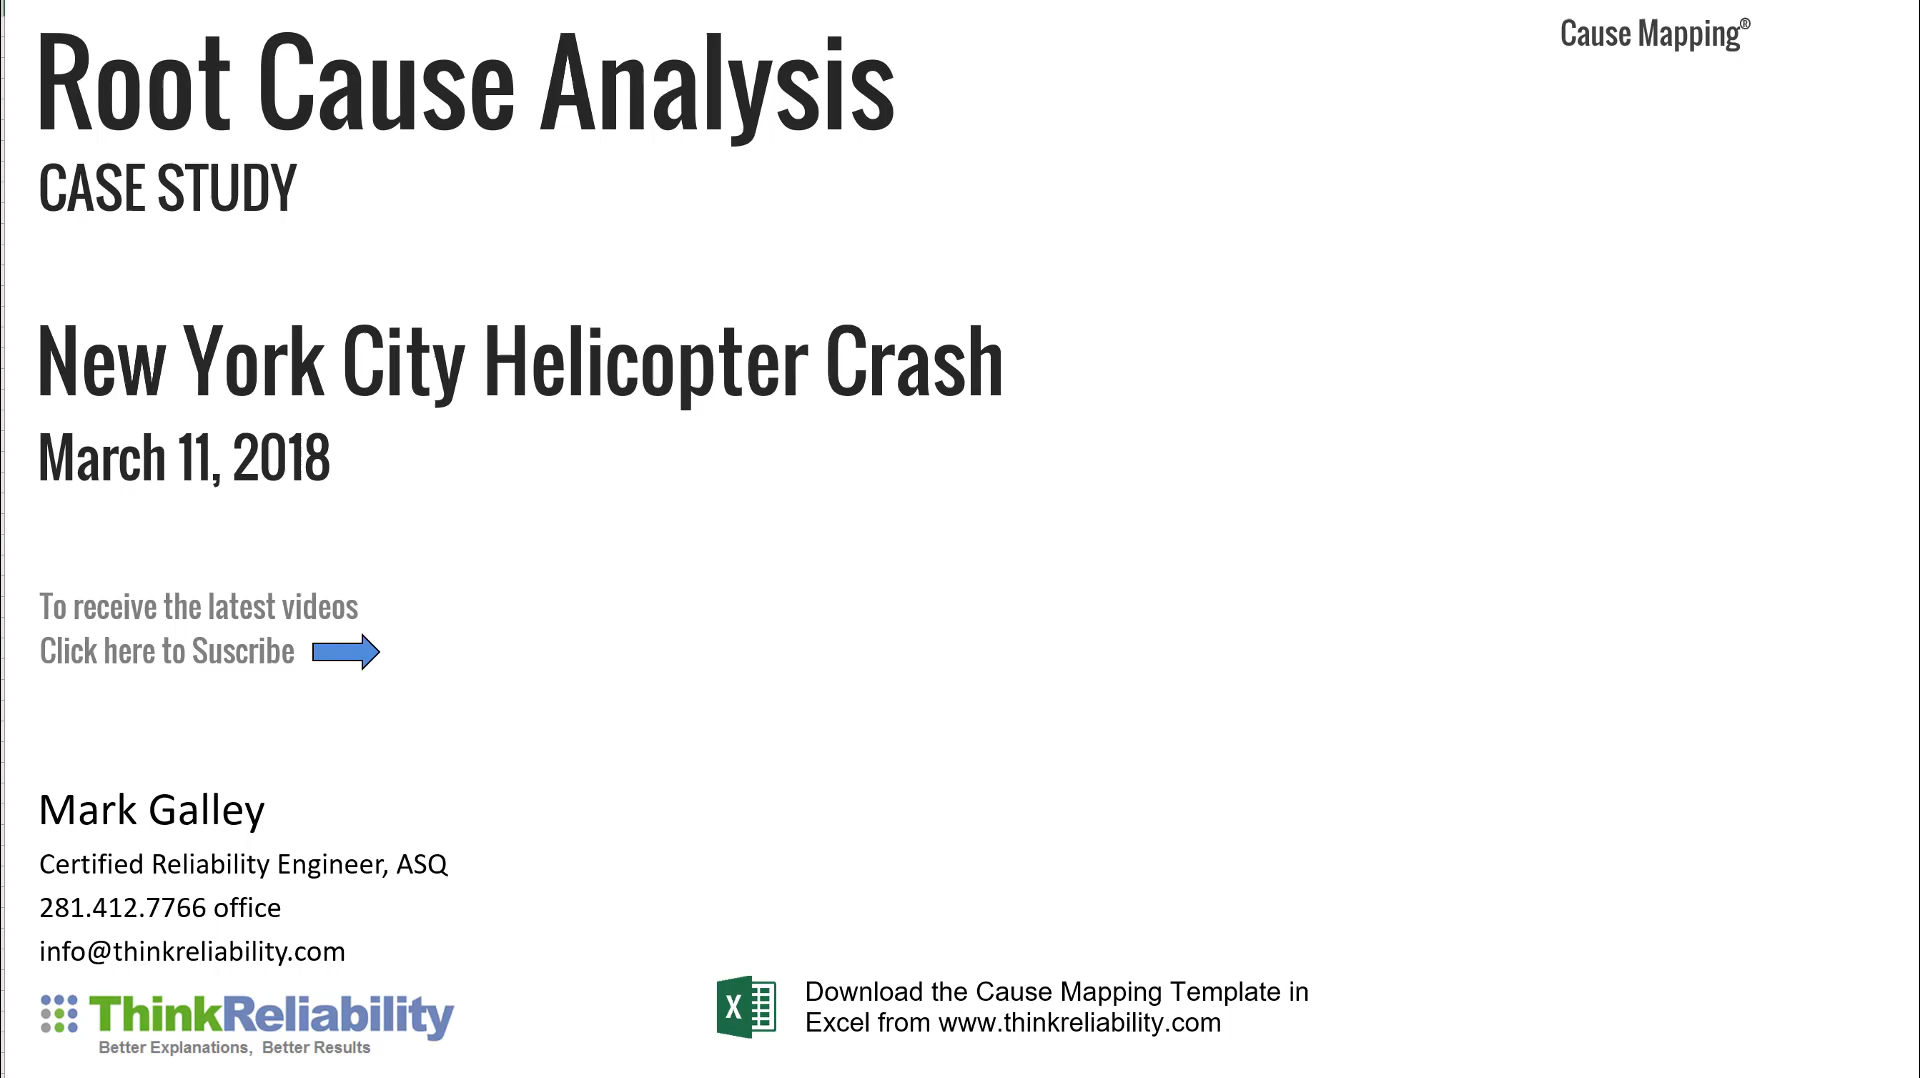 Root Cause Analysis
Cause Mapping®
CASE STUDY
New York City Helicopter Crash
March 11, 2018
To receive the latest videos
Click here to Suscribe
Mark Galley
Certified Reliability Engineer, ASQ
281.412.7766 office
info@thinkreliability.com
ThinkReliability
Better Explanations, Better Results
X
Download the Cause Mapping Template in
Excel from www.thinkreliability.com